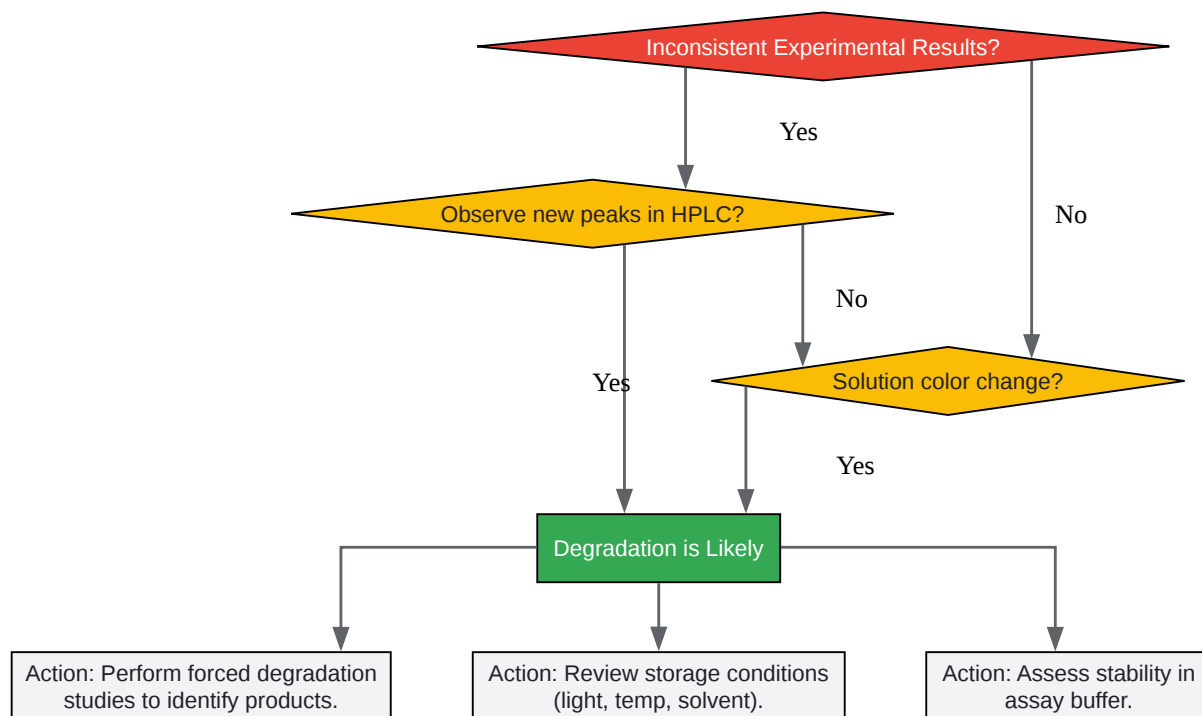 Inconsistent Experimental Results?
Yes
Observe new peaks in HPLC?
No
No
Yes
Solution color change?
Yes
Degradation is Likely
Action: Perform forced degradation
studies to identify products.
Action: Review storage conditions
(light, temp, solvent).
Action: Assess stability in
assay buffer.